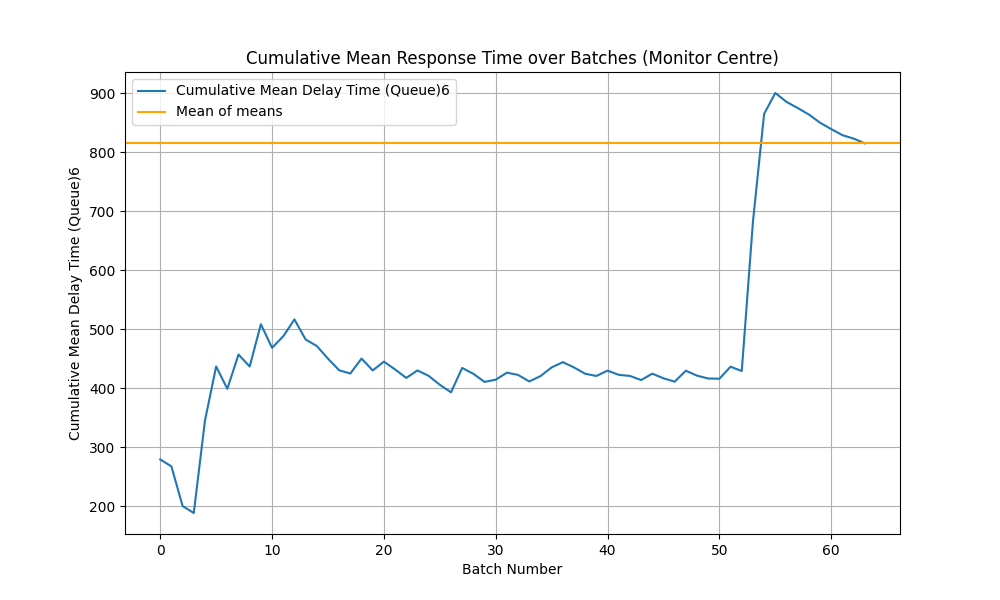 Cumulative Mean Response Time over Batches (Monitor Centre)
Cumulative Mean Delay Time (Queue)6
Mean of means
Cumulative Mean Delay Time (Queue)6
900
800
700
600
500
400
300
200
0 10 20 30 40 50 60
Batch Number